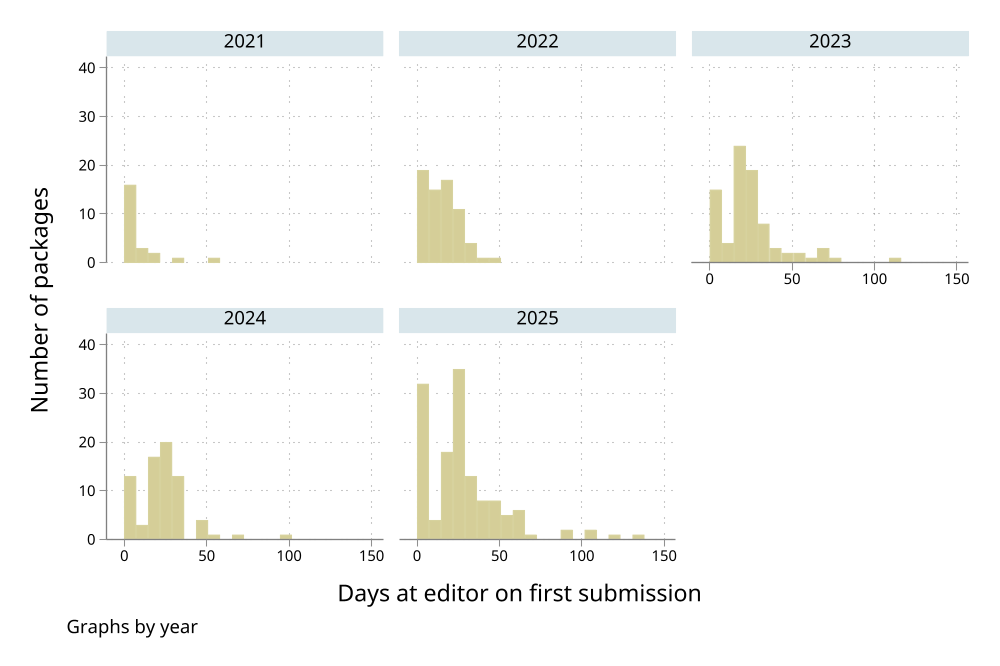 2021 2022 2023
40
30
20
10
0
0 50 100 150
2024 2025
40
30
20
10
0
0 50 100 150 0 50 100 150
Number of packages
Days at editor on first submission
Graphs by year